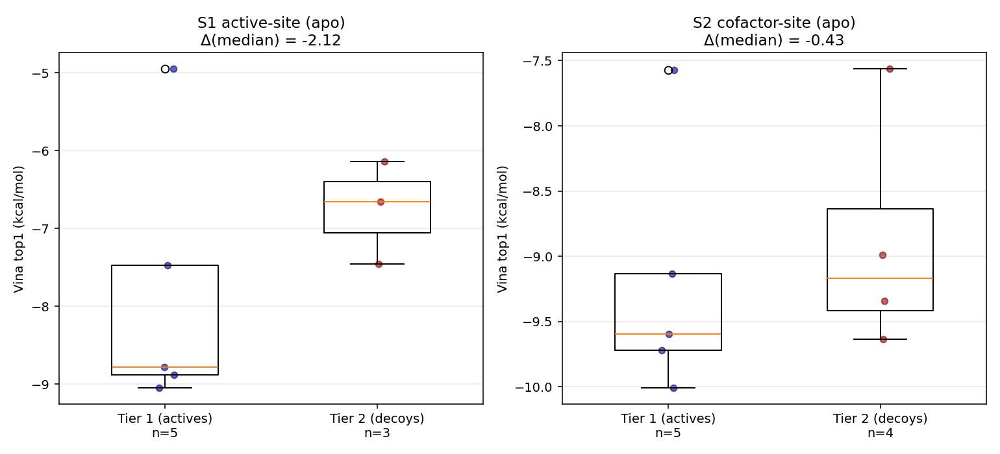 S1 active-site (apo)
Δ(median) = -2.12
Vina top1 (kcal/mol)
−5
−6
−7
−8
−9
Tier 1 (actives)
n=5
Tier 2 (decoys)
n=3
S2 cofactor-site (apo)
Δ(median) = -0.43
Vina top1 (kcal/mol)
−7.5
−8.0
−8.5
−9.0
−9.5
−10.0
Tier 1 (actives)
n=5
Tier 2 (decoys)
n=4